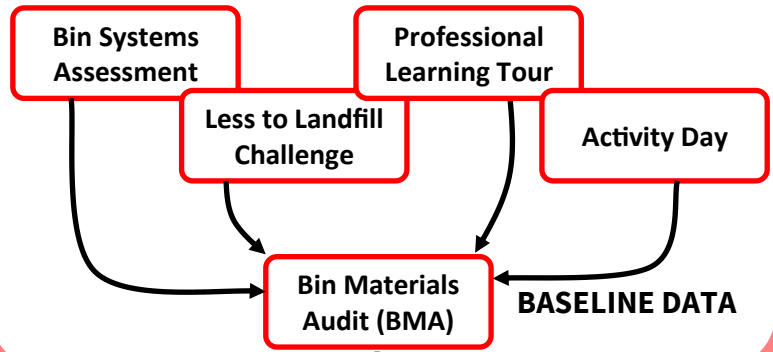 Bin Systems
Assessment
Professional
Learning Tour
Less to Landfill
Challenge
Activity Day
Bin Materials
Audit (BMA)
BASELINE DATA